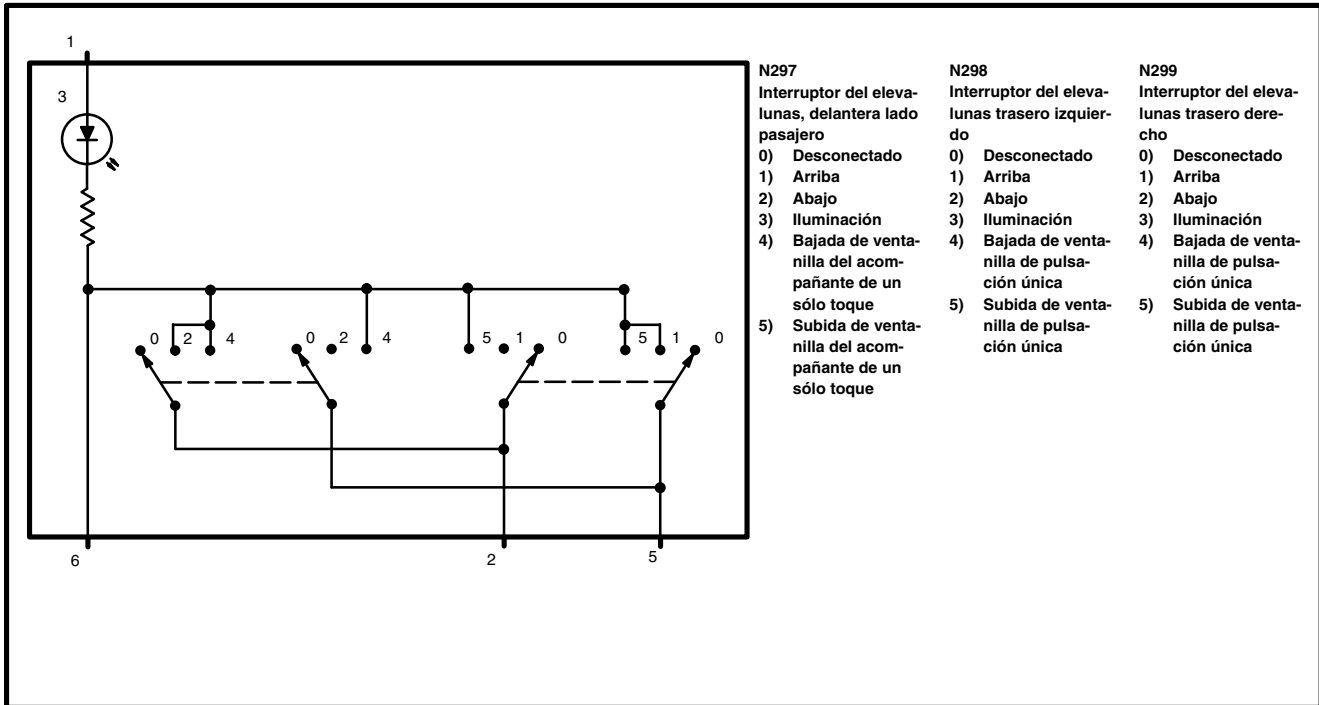 1
3
0 2 4 0 2 4 5 1 0 5 1 0
6 2 5
N297
Interruptor del eleva-
lunas, delantera lado
pasajero
0) Desconectado
1) Arriba
2) Abajo
3) Iluminación
4) Bajada de venta-
nilla del acom-
pañante de un
sólo toque
5) Subida de venta-
nilla del acom-
pañante de un
sólo toque
N298
Interruptor del eleva-
lunas trasero izquier-
do
0) Desconectado
1) Arriba
2) Abajo
3) Iluminación
4) Bajada de venta-
nilla de pulsa-
ción única
5) Subida de venta-
nilla de pulsa-
ción única
N299
Interruptor del eleva-
lunas trasero dere-
cho
0) Desconectado
1) Arriba
2) Abajo
3) Iluminación
4) Bajada de venta-
nilla de pulsa-
ción única
5) Subida de venta-
nilla de pulsa-
ción única